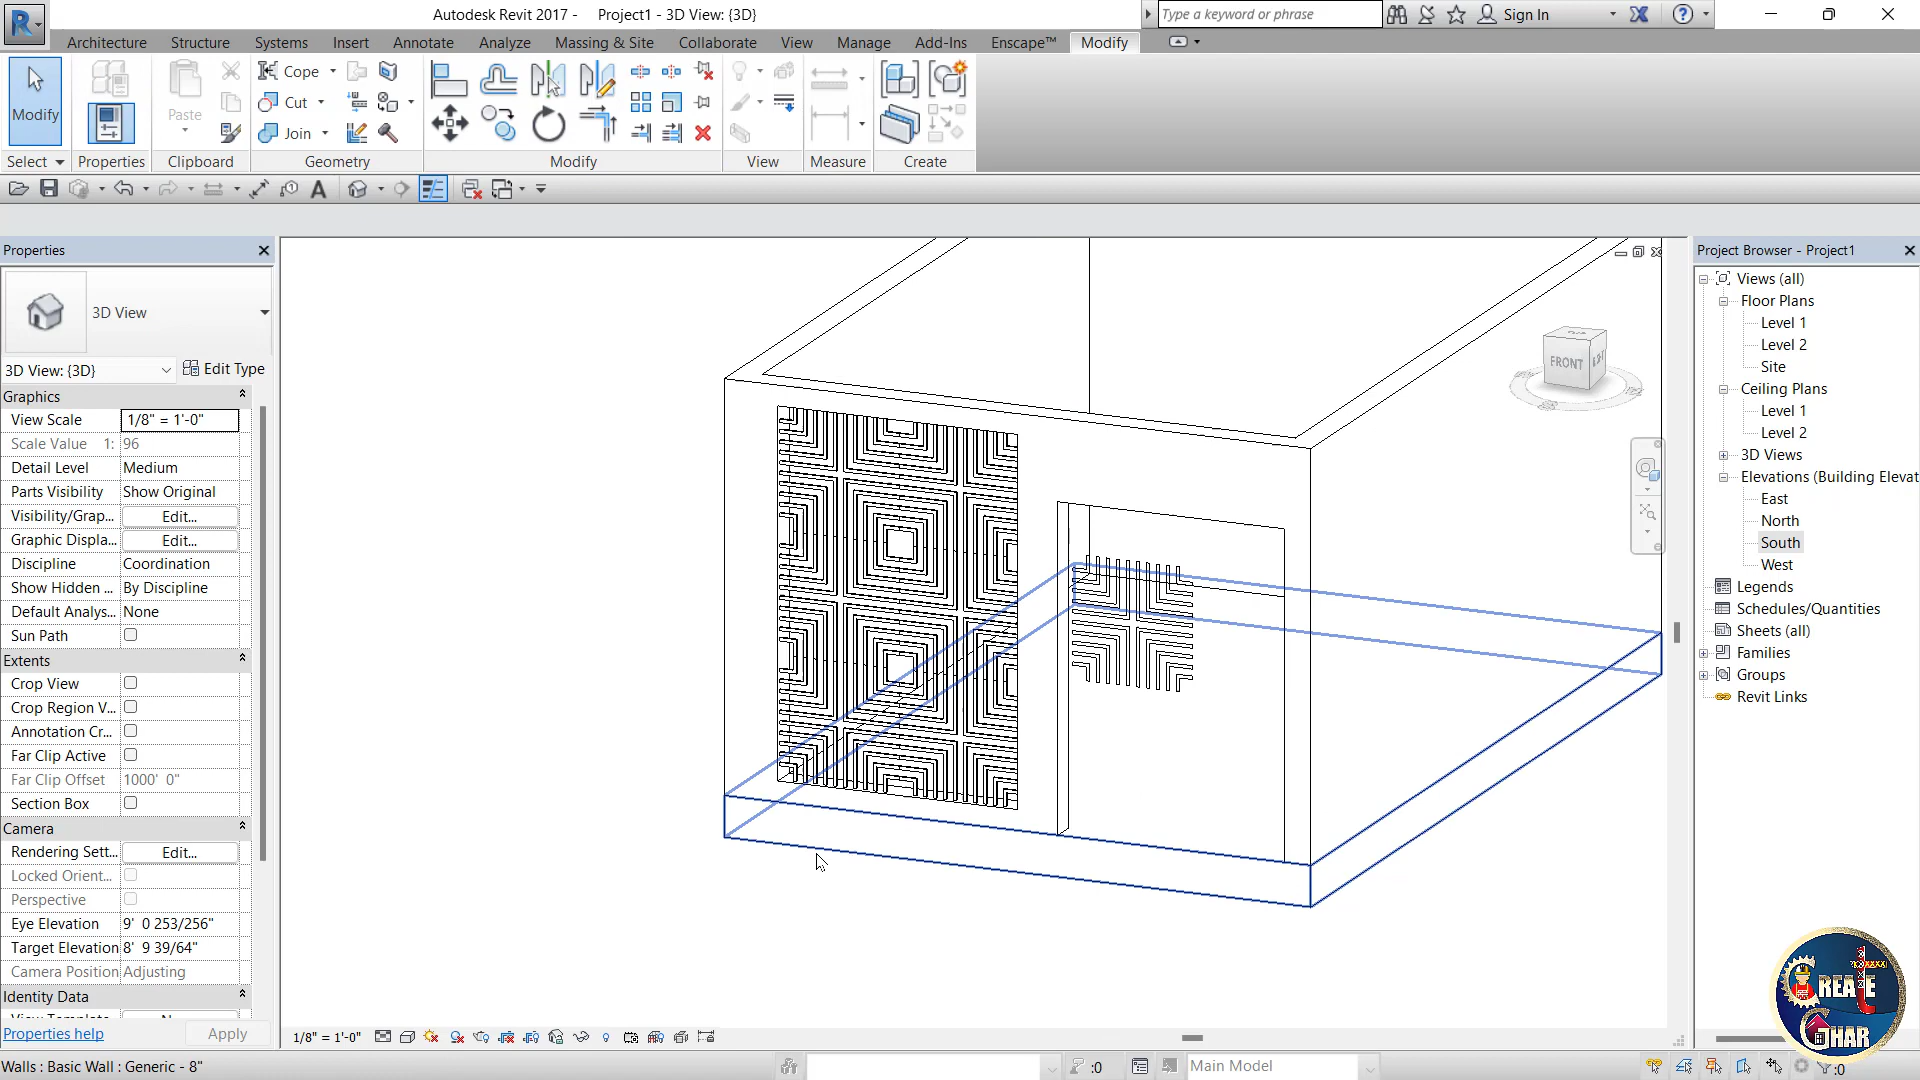 Autodesk Revit 2017 -     Project1 - 3D View: {3D}
Type a keyword or phrase
Sign In
Architecture Structure Systems Insert Annotate Analyze Massing & Site Collaborate View Manage Add-Ins Enscape™ Modify
Modify
Paste
Cope
Cut
Join
Select Properties Clipboard Geometry Modify View Measure Create
Properties
3D View
3D View: {3D} Edit Type
Graphics
View Scale 1/8" = 1'-0"
Scale Value 1: 96
Detail Level Medium
Parts Visibility Show Original
Visibility/Grap... Edit...
Graphic Displa... Edit...
Discipline Coordination
Show Hidden ... By Discipline
Default Analys... None
Sun Path
Extents
Crop View
Crop Region V...
Annotation Cr...
Far Clip Active
Far Clip Offset 1000' 0"
Section Box
Camera
Rendering Sett... Edit...
Locked Orient...
Perspective
Eye Elevation 9' 0 253/256"
Target Elevation 8' 9 39/64"
Camera Position Adjusting
Identity Data
Properties help Apply
FRONT
Project Browser - Project1
Views (all)
Floor Plans
Level 1
Level 2
Site
Ceiling Plans
Level 1
Level 2
3D Views
Elevations (Building Elevat
East
North
South
West
Legends
Schedules/Quantities
Sheets (all)
Families
Groups
Revit Links
CREATE
GHAR
1/8" = 1'-0"
Walls : Basic Wall : Generic - 8"
:0
Main Model
:0